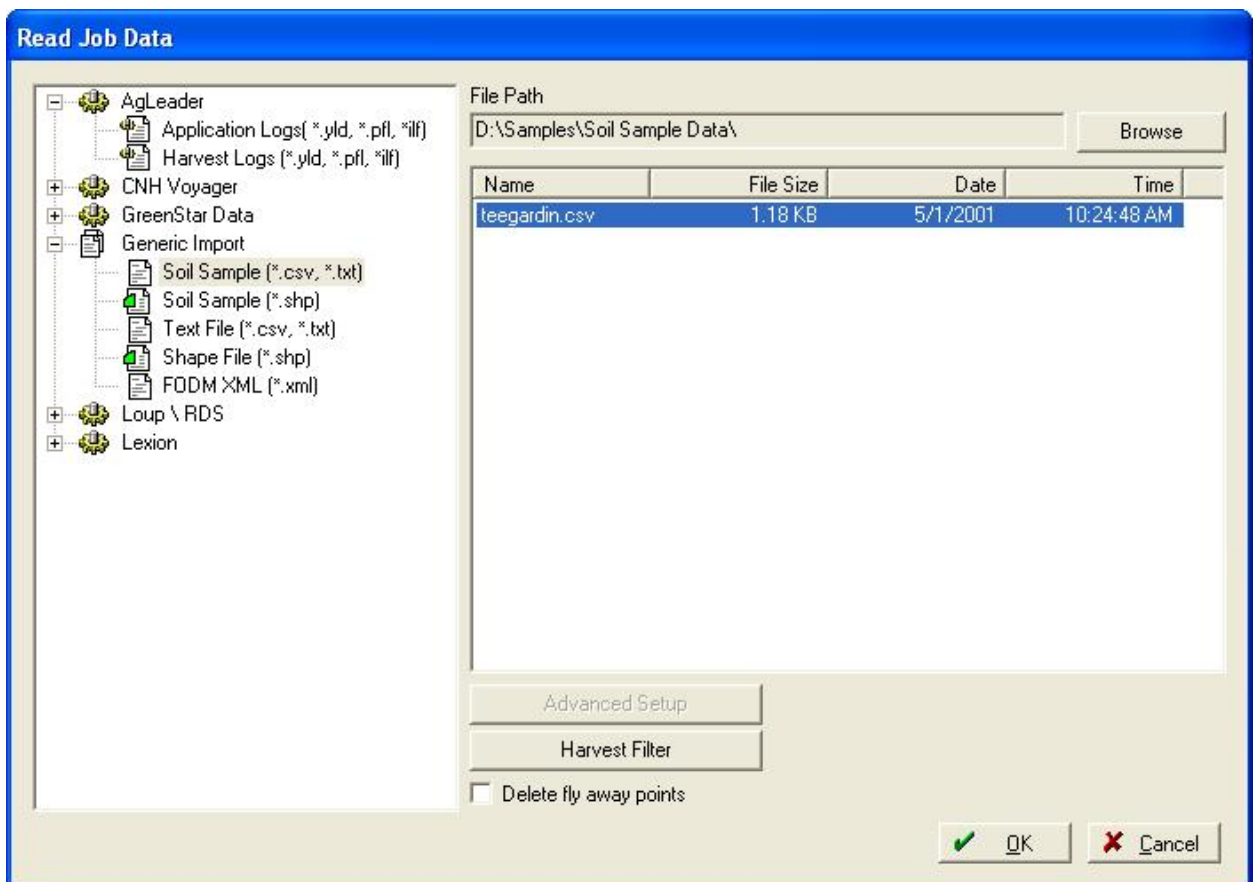 Read Job Data
AgLeader
Application Logs( *.yld, *.pfl, *ilf)
Harvest Logs (*.yld, *.pfl, *ilf)
CNH Voyager
GreenStar Data
Generic Import
Soil Sample (*.csv, *.txt)
Soil Sample (*.shp)
Text File (*.csv, *.txt)
Shape File (*.shp)
FODM XML (*.xml)
Loup \ RDS
Lexion
File Path
D:\Samples\Soil Sample Data\
Browse
Name File Size Date Time
teegardin.csv 1.18 KB 5/1/2001 10:24:48 AM
Advanced Setup
Harvest Filter
Delete fly away points
OK Cancel